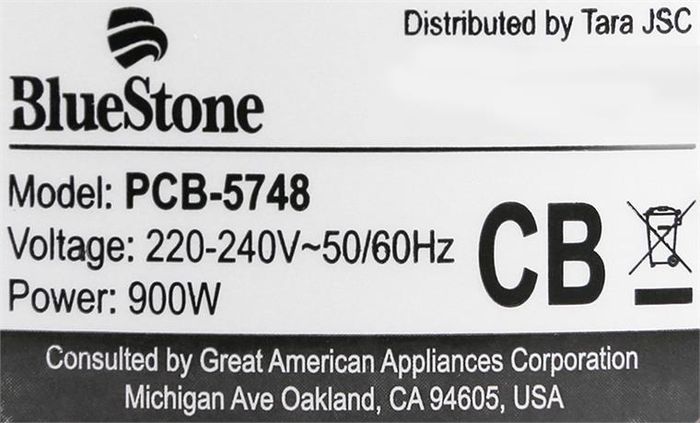 Distributed by Tara JSC
BlueStone
Model: PCB-5748
Voltage: 220-240V~50/60Hz
Power: 900W
CB
Consulted by Great American Appliances Corporation
Michigan Ave Oakland, CA 94605, USA